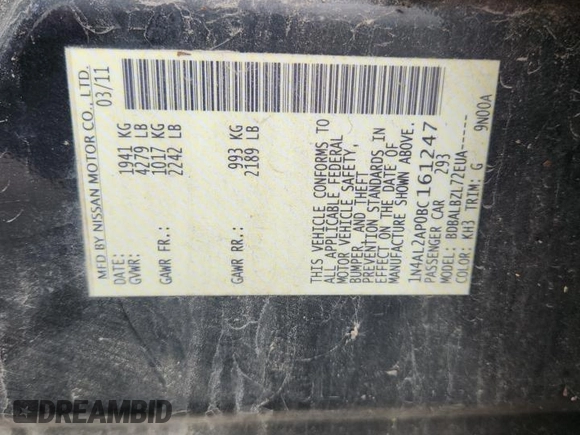 MFD BY NISSAN MOTOR CO., LTD.
DATE: 03/11
GVWR: 1941 KG
4279 LB
GAWR FR: 1017 KG
2242 LB
GAWR RR: 993 KG
2189 LB
THIS VEHICLE CONFORMS TO
ALL APPLICABLE FEDERAL
MOTOR VEHICLE SAFETY,
BUMPER, AND THEFT
PREVENTION STANDARDS IN
EFFECT ON THE DATE OF
MANUFACTURE SHOWN ABOVE.
1N4AL2AP0BC161247
PASSENGER CAR 293
MODEL: BDBALBZL72EUA-----
COLOR: KH3 TRIM: G 9N00A
DREAMBID